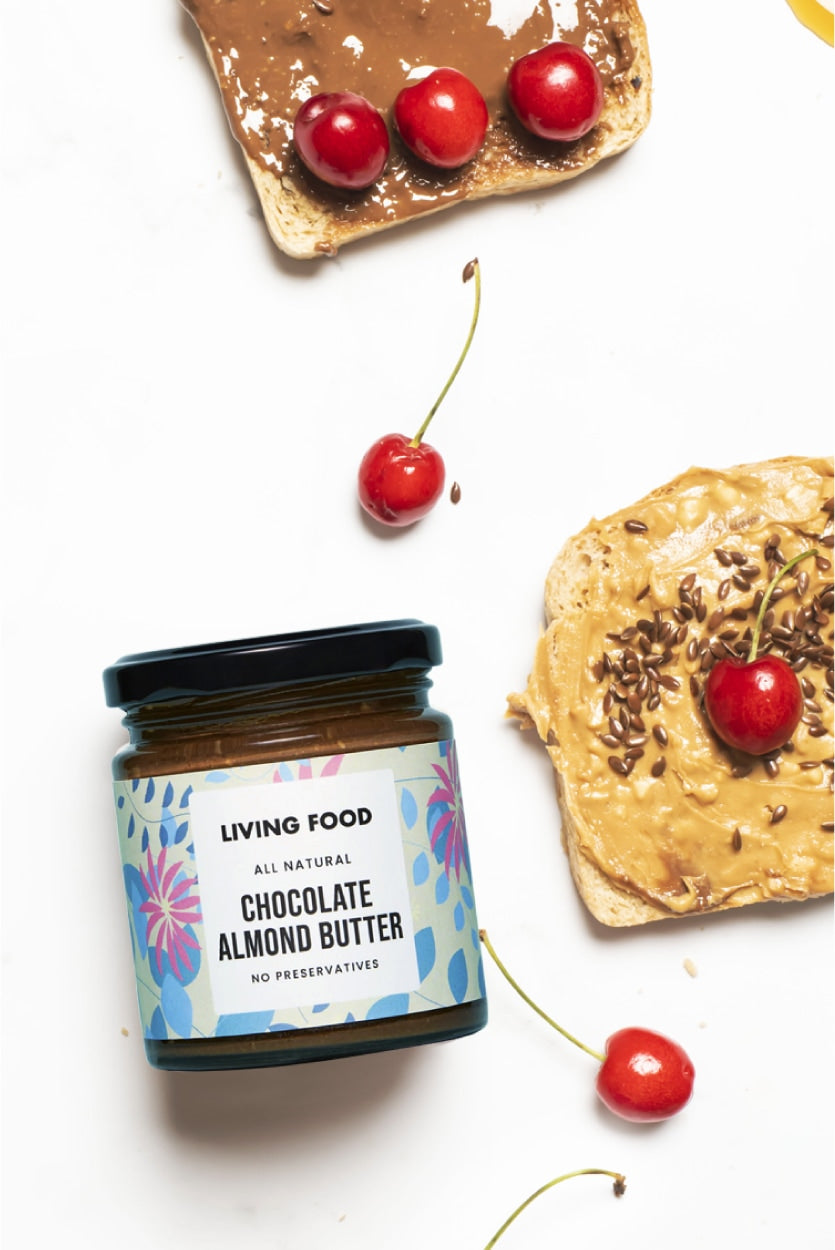 LIVING FOOD
ALL NATURAL
CHOCOLATE
ALMOND BUTTER
NO PRESERVATIVES